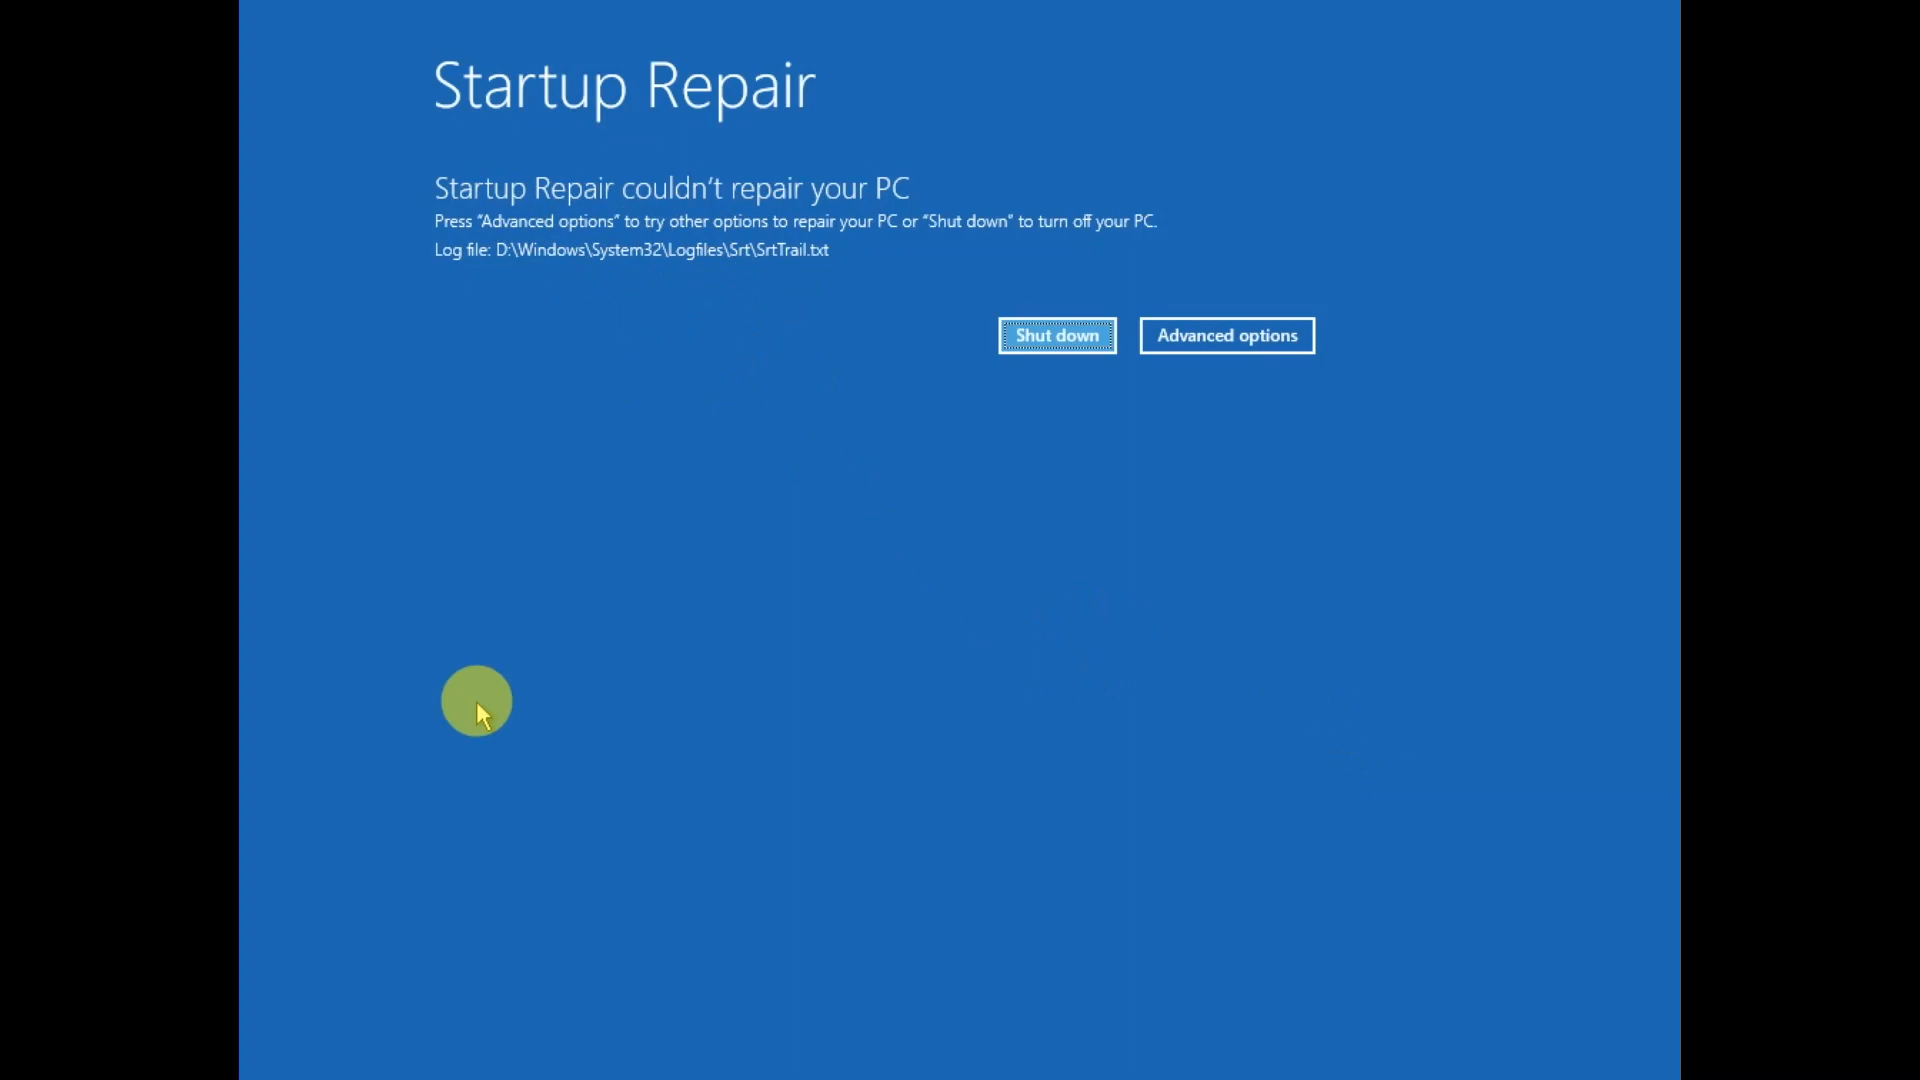 Startup Repair
Startup Repair couldn’t repair your PC
Press “Advanced options” to try other options to repair your PC or “Shut down” to turn off your PC.
Log file: D:\Windows\System32\Logfiles\Srt\SrtTrail.txt
Shut down Advanced options